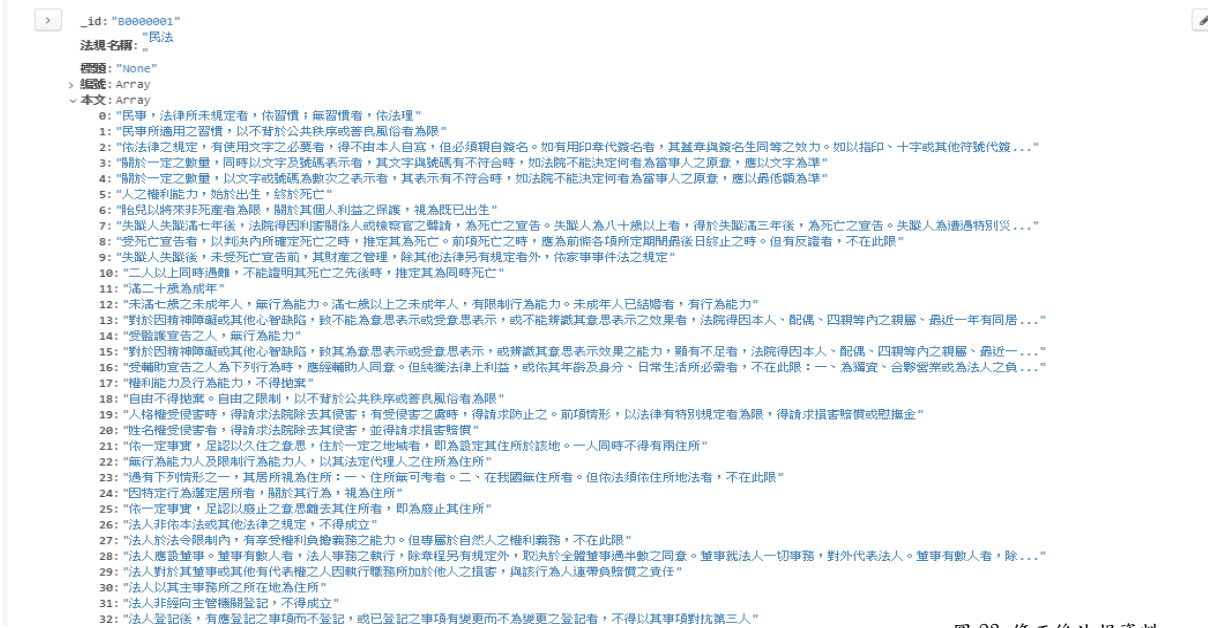 _id: "B0000001"
法規名稱: "民法
"
標題: "None"
編號: Array
本文: Array
0: "民事，法律所未規定者，依習慣；無習慣者，依法理"
1: "民事所適用之習慣，以不背於公共秩序或善良風俗者為限"
2: "依法律之規定，有使用文字之必要者，得不由本人自寫，但必須親自簽名。如有用印章代簽名者，其蓋章與簽名生同等之效力。如以指印、十字或其他符號代簽..."
3: "關於一定之數量，同時以文字及號碼表示者，其文字與號碼有不符合時，如法院不能決定何者為當事人之原意，應以文字為準"
4: "關於一定之數量，以文字或號碼為數次之表示者，其表示有不符合時，如法院不能決定何者為當事人之原意，應以最低額為準"
5: "人之權利能力，始於出生，終於死亡"
6: "胎兒以將來非死產者為限，關於其個人利益之保護，視為既已出生"
7: "失蹤人失蹤滿七年後，法院得因利害關係人或檢察官之聲請，為死亡之宣告。失蹤人為八十歲以上者，得於失蹤滿三年後，為死亡之宣告。失蹤人為遭遇特別災..."
8: "受死亡宣告者，以判決內所確定死亡之時，推定其為死亡。前項死亡之時，應為前條各項所定期間最後日終止之時。但有反證者，不在此限"
9: "失蹤人失蹤後，未受死亡宣告前，其財產之管理，除其他法律另有規定者外，依家事事件法之規定"
10: "二人以上同時遇難，不能證明其死亡之先後時，推定其為同時死亡"
11: "滿二十歲為成年"
12: "未滿七歲之未成年人，無行為能力。滿七歲以上之未成年人，有限制行為能力。未成年人已結婚者，有行為能力"
13: "對於因精神障礙或其他心智缺陷，致不能為意思表示或受意思表示，或不能辨識其意思表示之效果者，法院得因本人、配偶、四親等內之親屬、最近一年有同居..."
14: "受監護宣告之人，無行為能力"
15: "對於因精神障礙或其他心智缺陷，致其為意思表示或受意思表示，或辨識其意思表示效果之能力，顯有不足者，法院得因本人、配偶、四親等內之親屬、最近一..."
16: "受輔助宣告之人為下列行為時，應經輔助人同意。但純獲法律上利益，或依其年齡及身分、日常生活所必需者，不在此限：一、為獨資、合夥營業或為法人之負..."
17: "權利能力及行為能力，不得拋棄"
18: "自由不得拋棄。自由之限制，以不背於公共秩序或善良風俗者為限"
19: "人格權受侵害時，得請求法院除去其侵害；有受侵害之虞時，得請求防止之。前項情形，以法律有特別規定者為限，得請求損害賠償或慰撫金"
20: "姓名權受侵害者，得請求法院除去其侵害，並得請求損害賠償"
21: "依一定事實，足認以久住之意思，住於一定之地域者，即為設定其住所於該地。一人同時不得有兩住所"
22: "無行為能力人及限制行為能力人，以其法定代理人之住所為住所"
23: "遇有下列情形之一，其居所視為住所：一、住所無可考者。二、在我國無住所者。但依法須依住所地法者，不在此限"
24: "因特定行為選定居所者，關於其行為，視為住所"
25: "依一定事實，足認以廢止之意思離去其住所者，即為廢止其住所"
26: "法人非依本法或其他法律之規定，不得成立"
27: "法人於法令限制內，有享受權利負擔義務之能力。但專屬於自然人之權利義務，不在此限"
28: "法人應設董事。董事有數人者，法人事務之執行，除章程另有規定外，取決於全體董事過半數之同意。董事就法人一切事務，對外代表法人。董事有數人者，除..."
29: "法人對於其董事或其他有代表權之人因執行職務所加於他人之損害，與該行為人連帶負賠償之責任"
30: "法人以其主事務所之所在地為住所"
31: "法人非經向主管機關登記，不得成立"
32: "法人登記後，有應登記之事項而不登記，或已登記之事項有變更而不為變更之登記者，不得以其事項對抗第三人"